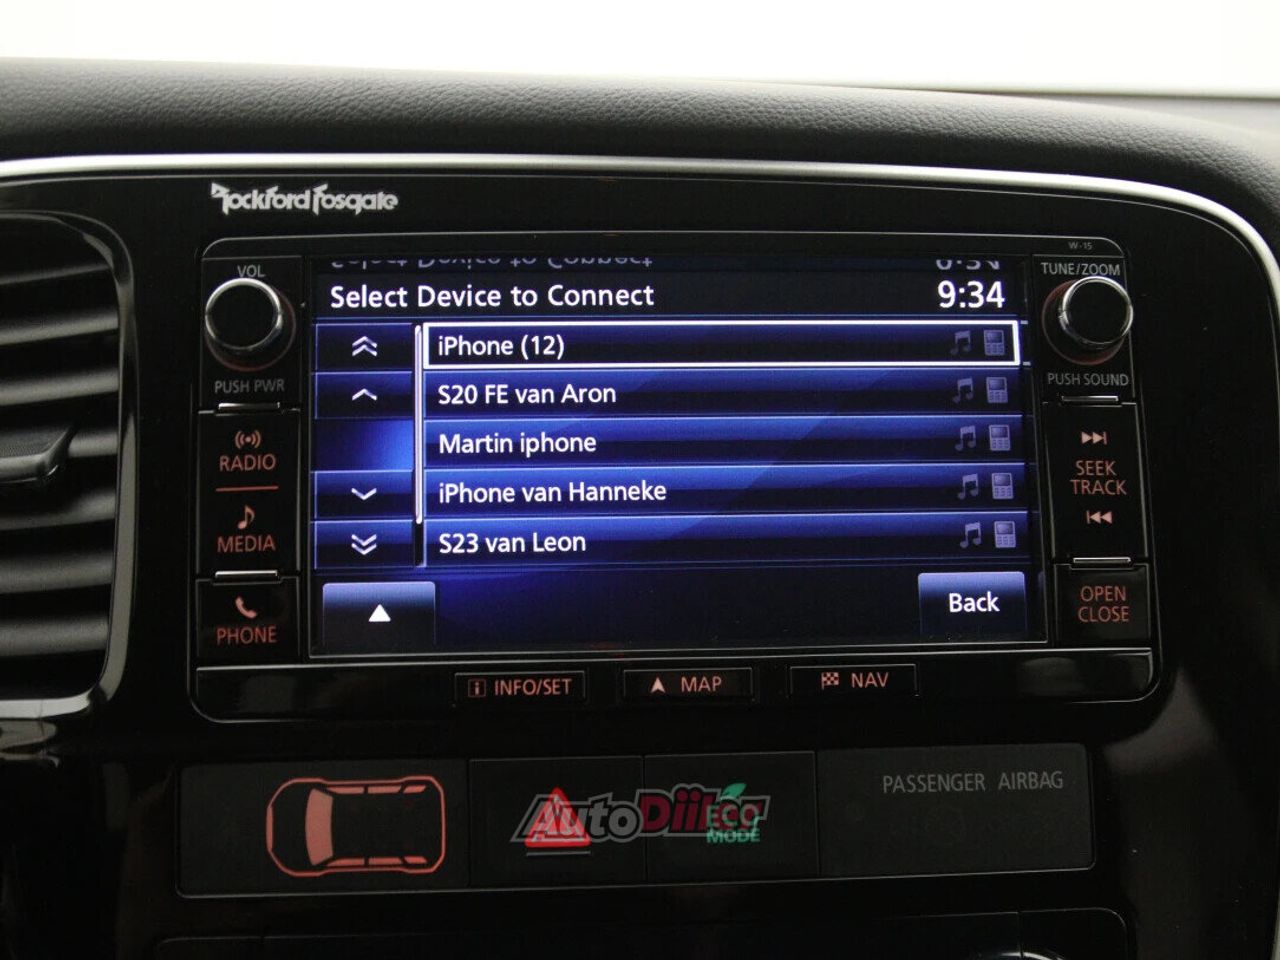 Rockford Fosgate
W-15
VOL
TUNE/ZOOM
Select Device to Connect
9:34
PUSH PWR
PUSH SOUND
iPhone (12)
S20 FE van Aron
Martin iphone
iPhone van Hanneke
S23 van Leon
Back
RADIO
MEDIA
PHONE
SEEK
TRACK
OPEN
CLOSE
i INFO/SET
MAP
NAV
PASSENGER AIRBAG
AutoDiiler
ECO
MODE